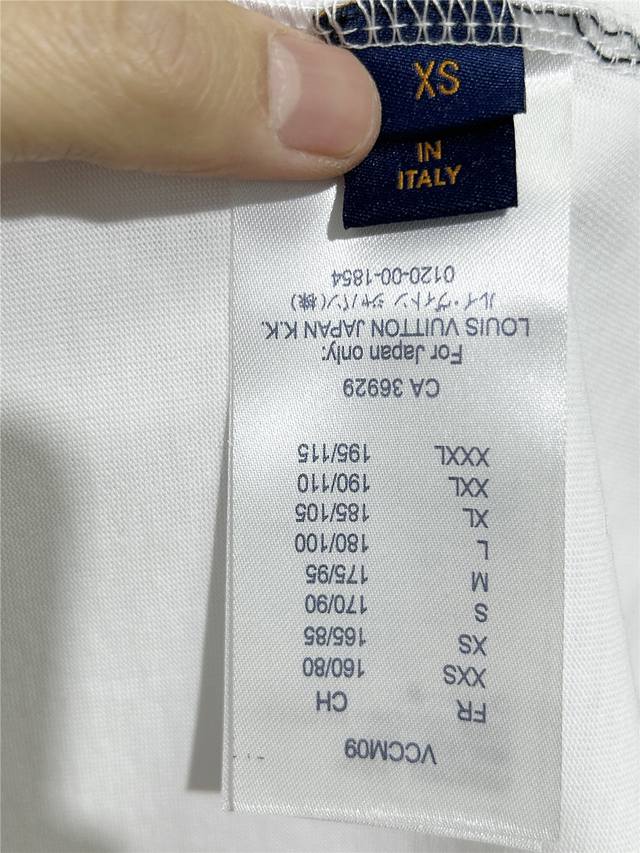 XS
IN
ITALY
VCCM09
FR CH
XXS 160/80
XS 165/85
S 170/90
M 175/95
L 180/100
XL 185/105
XXL 190/110
XXXL 195/115
CA 36929
For Japan only:
LOUIS VUITTON JAPAN K.K.
ルイ・ヴィトン ジャパン(株)
0120-00-1854